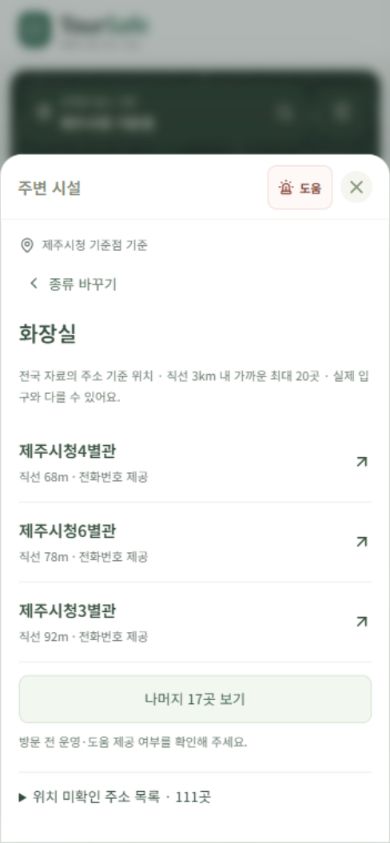 TourSafe
주변 시설
도움
제주시청 기준점 기준
종류 바꾸기
화장실
전국 자료의 주소 기준 위치 · 직선 3km 내 가까운 최대 20곳 · 실제 입
구와 다를 수 있어요.
제주시청4별관
직선 68m · 전화번호 제공
제주시청6별관
직선 78m · 전화번호 제공
제주시청3별관
직선 92m · 전화번호 제공
나머지 17곳 보기
방문 전 운영·도움 제공 여부를 확인해 주세요.
위치 미확인 주소 목록 · 111곳